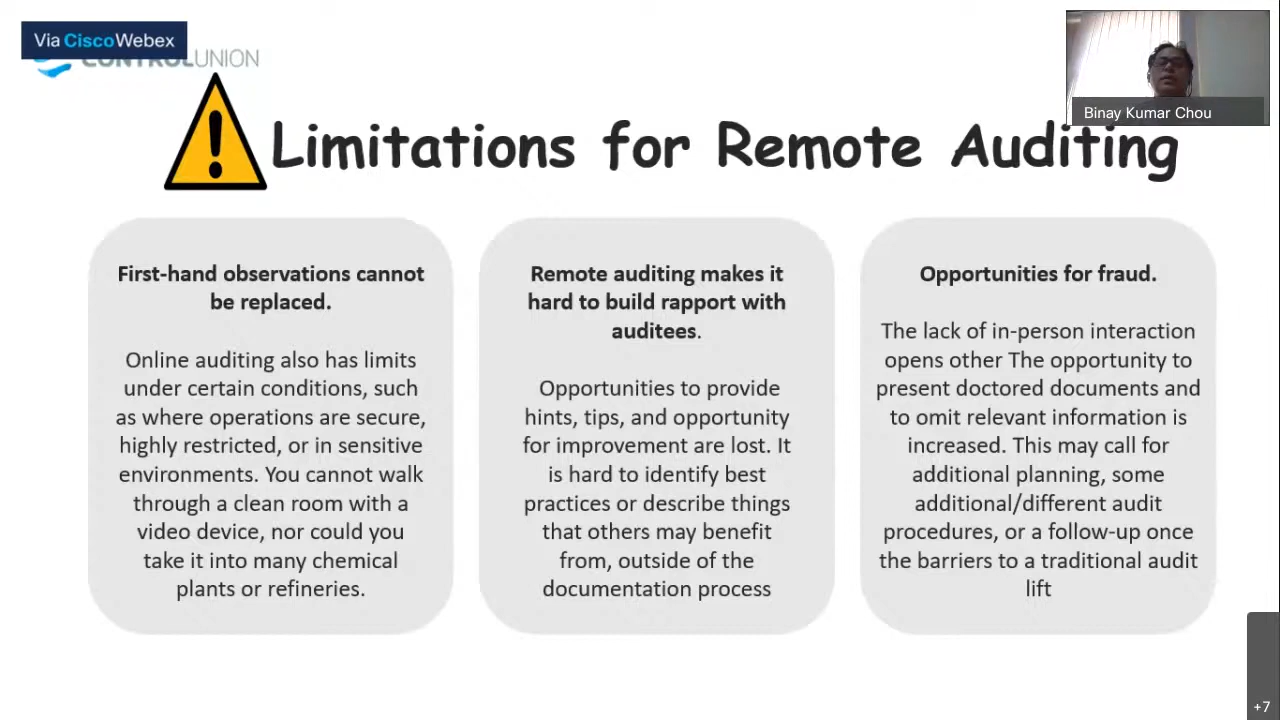 Via CiscoWebex
CONTROLUNION
Binay Kumar Chou
Limitations for Remote Auditing
First-hand observations cannot
be replaced.
Online auditing also has limits
under certain conditions, such
as where operations are secure,
highly restricted, or in sensitive
environments. You cannot walk
through a clean room with a
video device, nor could you
take it into many chemical
plants or refineries.
Remote auditing makes it
hard to build rapport with
auditees.
Opportunities to provide
hints, tips, and opportunity
for improvement are lost. It
is hard to identify best
practices or describe things
that others may benefit
from, outside of the
documentation process
Opportunities for fraud.
The lack of in-person interaction
opens other The opportunity to
present doctored documents and
to omit relevant information is
increased. This may call for
additional planning, some
additional/different audit
procedures, or a follow-up once
the barriers to a traditional audit
lift
+7